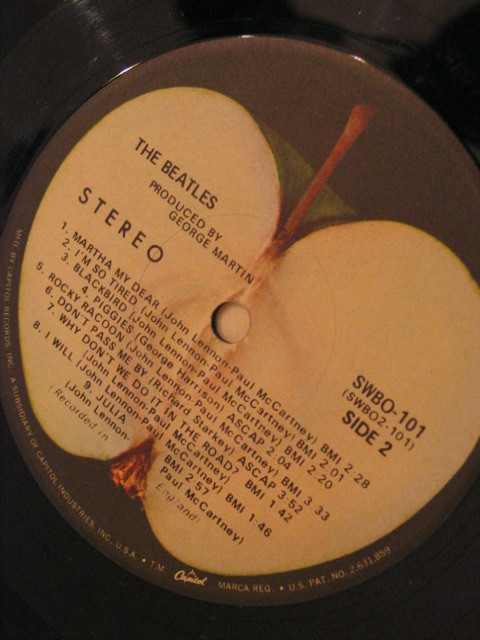 THE BEATLES
PRODUCED BY
GEORGE MARTIN
STEREO
1. MARTHA MY DEAR (John Lennon-Paul McCartney) BMI 2 28
2. I'M SO TIRED (John Lennon-Paul McCartney) BMI 2 01
3. BLACKBIRD (John Lennon-Paul McCartney) BMI 2:20
4. PIGGIES (George Harrison) ASCAP 2 04
5. ROCKY RACOON (John Lennon-Paul McCartney) BMI 3 33
6. DON'T PASS ME BY (Richard Starkey) ASCAP 3:52
7. WHY DON'T WE DO IT IN THE ROAD? BMI 1 42
(John Lennon-Paul McCartney)
8. I WILL (John Lennon-Paul McCartney) BMI 1:46
9. JULIA BMI 2:57
(John Lennon-Paul McCartney)
(Recorded in England)
SWBO-101
(SWBO2-101)
SIDE 2
MFD. BY CAPITOL RECORDS, INC., A SUBSIDIARY OF CAPITOL INDUSTRIES, INC., U.S.A. • T.M. Capitol MARCA REG. • U.S. PAT. NO. 2,631,859